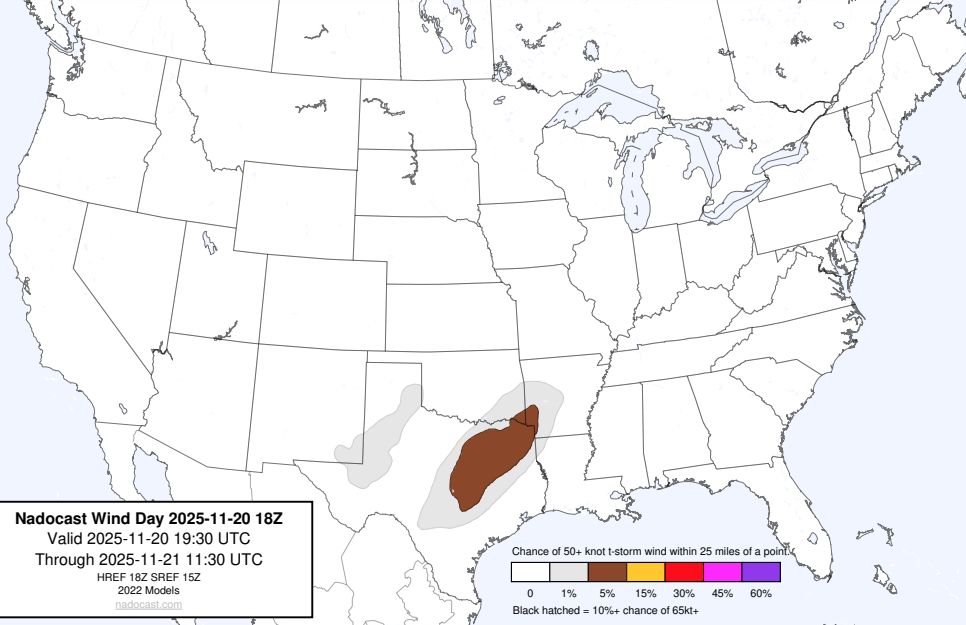 Nadocast Wind Day 2025-11-20 18Z
Valid 2025-11-20 19:30 UTC
Through 2025-11-21 11:30 UTC
HREF 18Z SREF 15Z
2022 Models
nadocast.com
Chance of 50+ knot t-storm wind within 25 miles of a point.
0 1% 5% 15% 30% 45% 60%
Black hatched = 10%+ chance of 65kt+